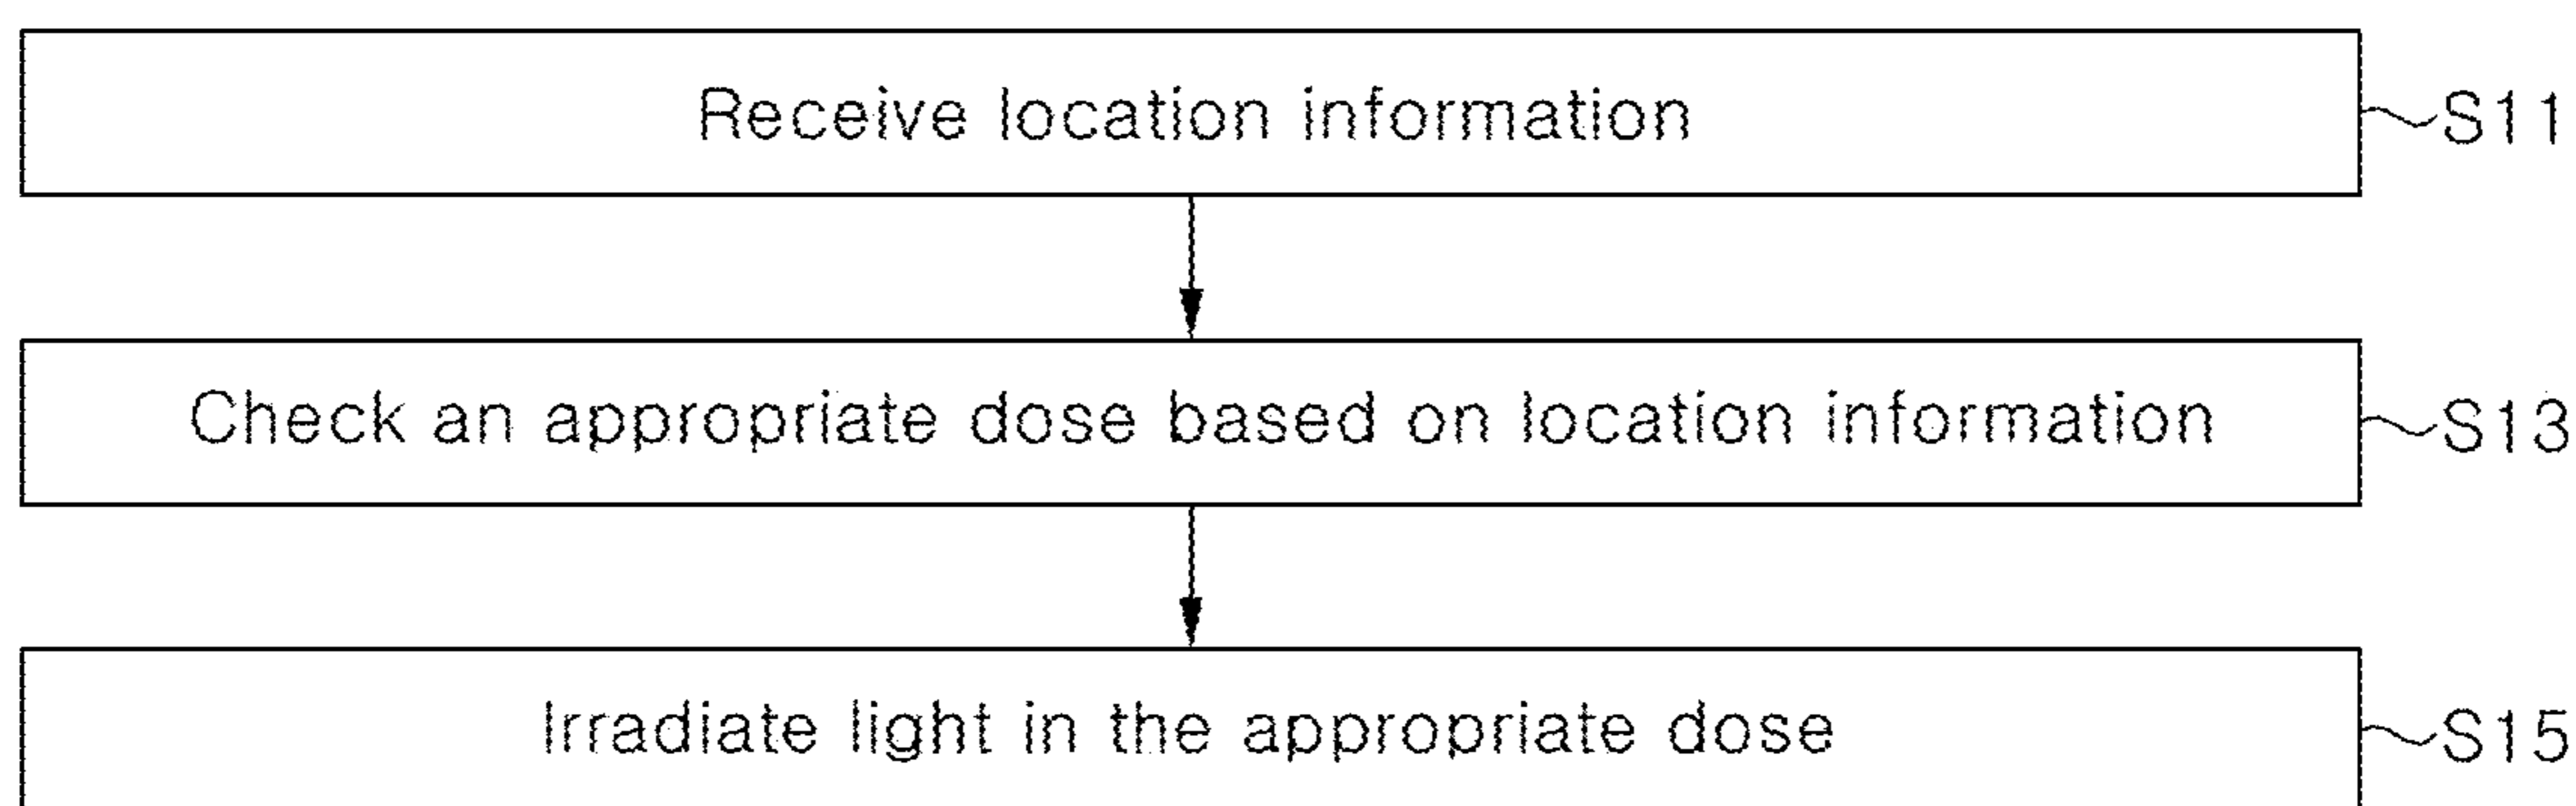 Receive location information
S11
Check an appropriate dose based on location information
S13
Irradiate light in the appropriate dose
S15